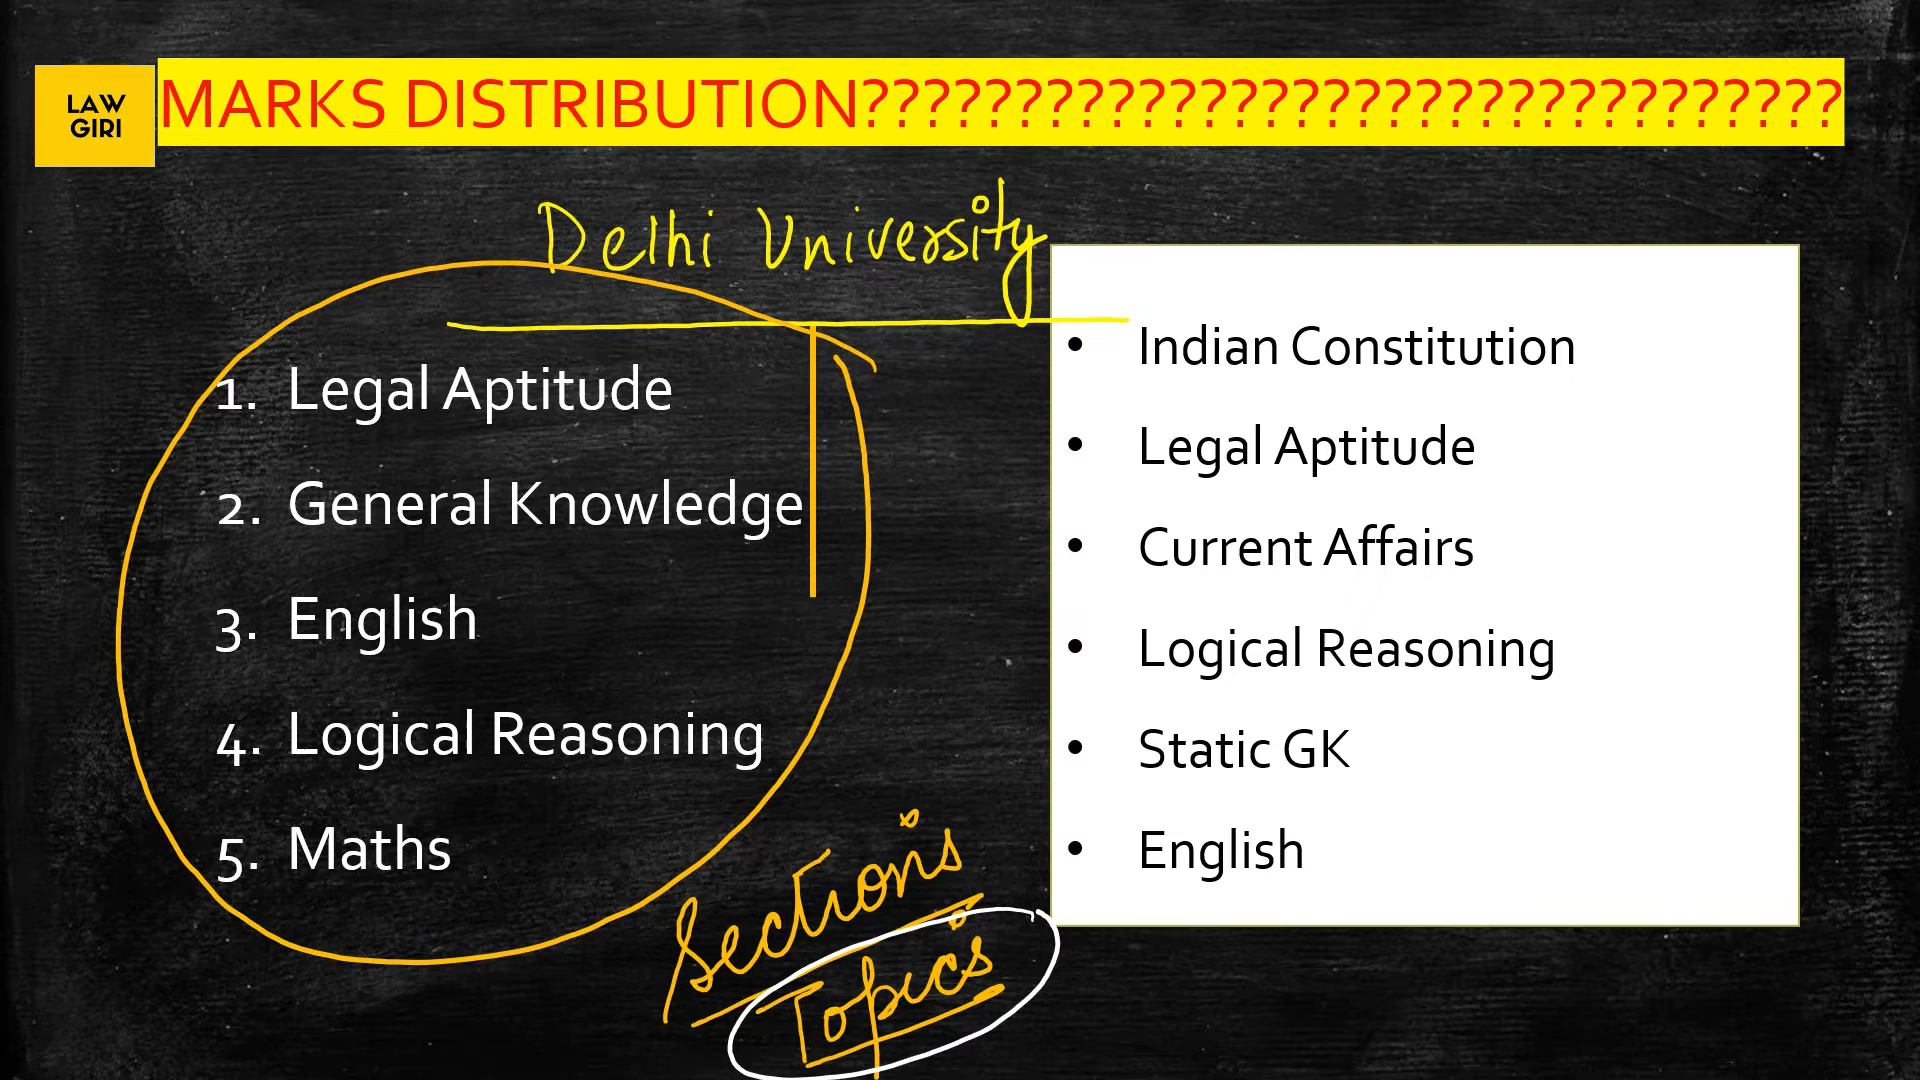 LAW
GIRI
MARKS DISTRIBUTION????????????????????????????????
Delhi University
1. Legal Aptitude
2. General Knowledge
3. English
4. Logical Reasoning
5. Maths
• Indian Constitution
• Legal Aptitude
• Current Affairs
• Logical Reasoning
• Static GK
• English
Sections
Topics